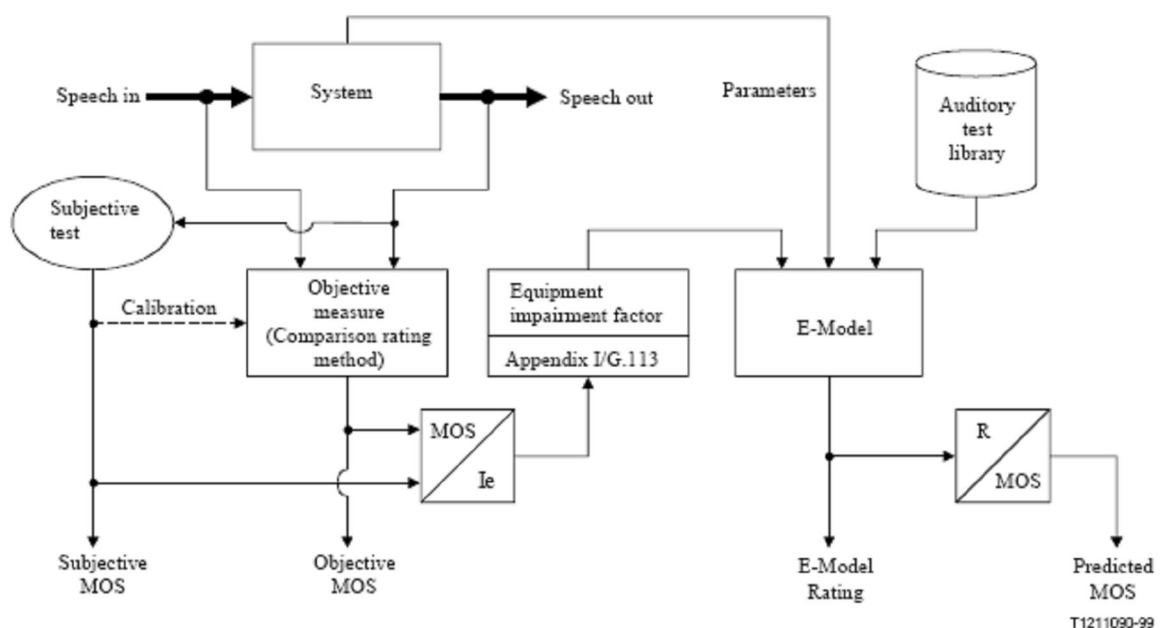 Speech in
System
Speech out
Parameters
Auditory
test
library
Subjective
test
Calibration
Objective
measure
(Comparison rating
method)
Equipment
impairment factor
Appendix I/G.113
E-Model
MOS
Ie
R
MOS
Subjective
MOS
Objective
MOS
E-Model
Rating
Predicted
MOS
T1211090-99